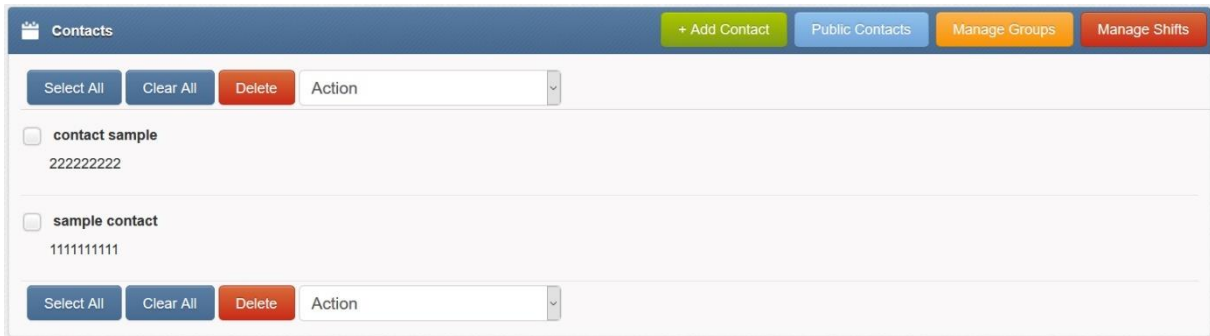 Contacts + Add Contact Public Contacts Manage Groups Manage Shifts
Select All Clear All Delete Action
contact sample
222222222
sample contact
1111111111
Select All Clear All Delete Action